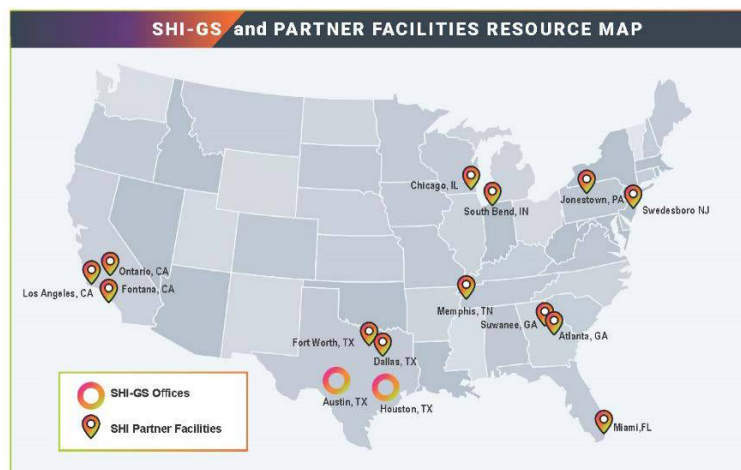 SHI-GS and PARTNER FACILITIES RESOURCE MAP
Chicago, IL
South Bend, IN
Jonestown, PA
Swedesboro NJ
Ontario, CA
Los Angeles, CA
Fontana, CA
Memphis, TN
Suwanee, GA
Atlanta, GA
Fort Worth, TX
Dallas, TX
Austin, TX
Houston, TX
Miami,FL
SHI-GS Offices
SHI Partner Facilities